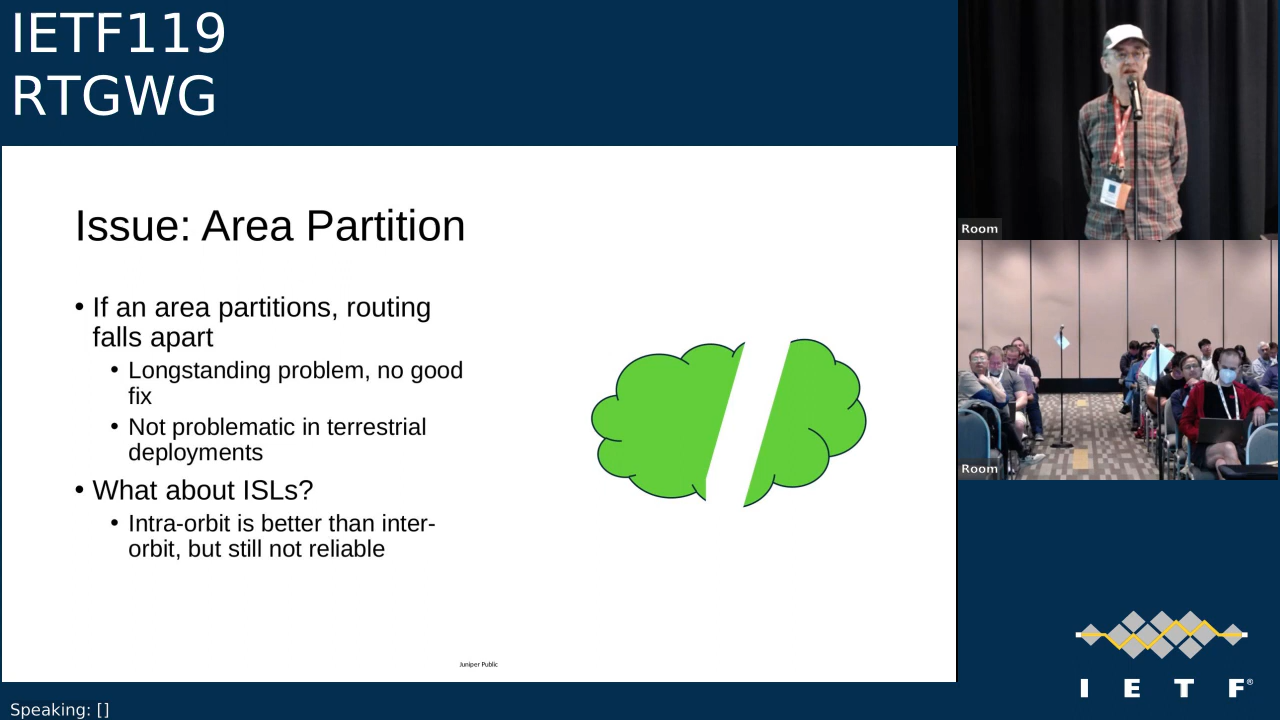 IETF119
RTGWG
Issue: Area Partition
• If an area partitions, routing
falls apart
• Longstanding problem, no good
fix
• Not problematic in terrestrial
deployments
• What about ISLs?
• Intra-orbit is better than inter-
orbit, but still not reliable
Juniper Public
Room
Room
I E T F®
Speaking: []